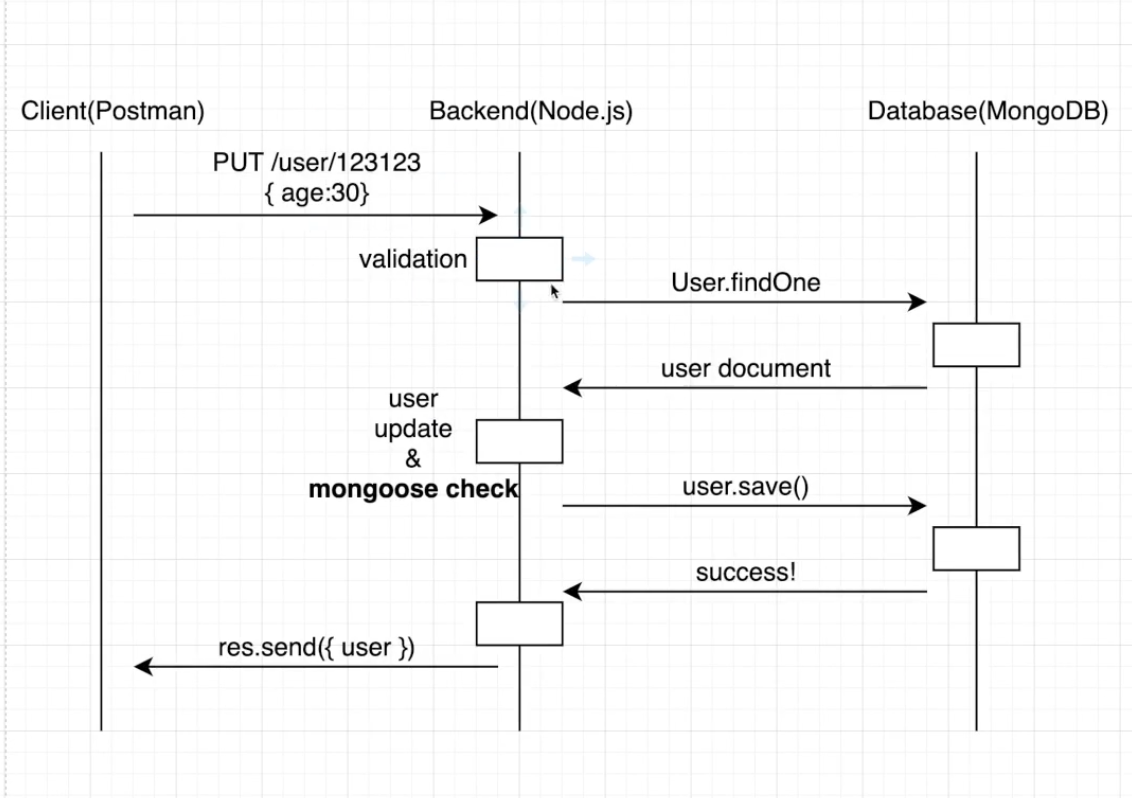 Client(Postman)
Backend(Node.js)
Database(MongoDB)
PUT /user/123123
{ age:30}
validation
User.findOne
user document
user
update
&
mongoose check
user.save()
success!
res.send({ user })